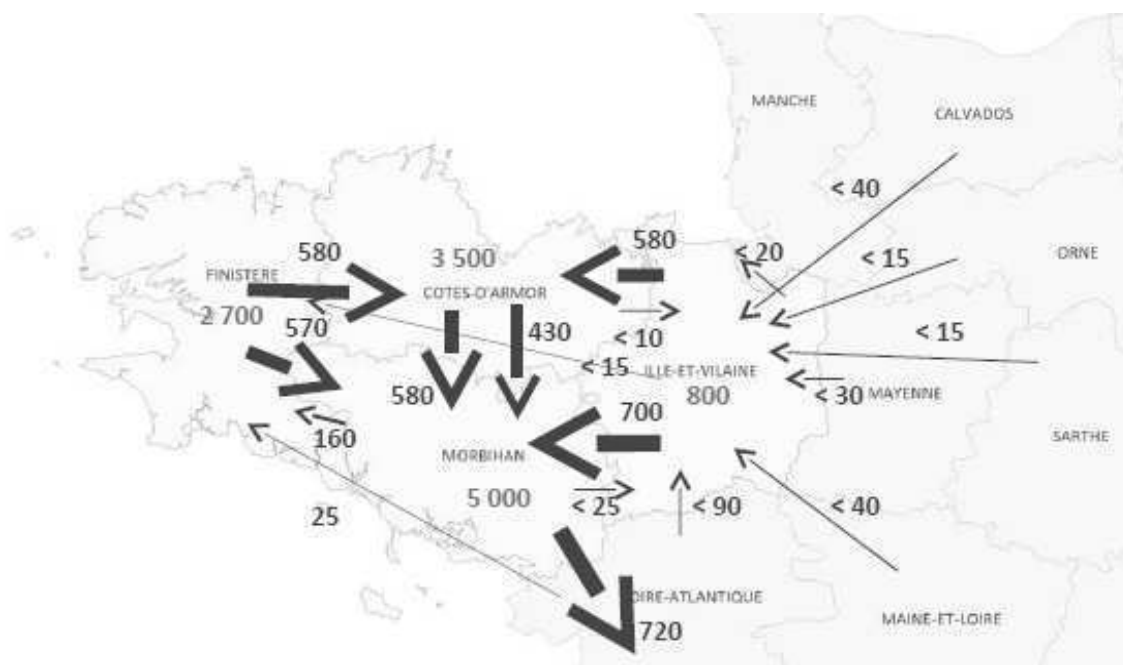 MANCHE
CALVADOS
< 40
580
580
< 20
3 500
< 15
ORNE
FINISTERE
COTES-D'ARMOR
2 700
570
430
< 10
< 15
< 15
ILLE-ET-VILAINE
580
800
< 30
MAYENNE
700
160
SARTHE
MORBIHAN
5 000
< 25
< 90
< 40
25
OIRE-ATLANTIQUE
MAINE-ET-LOIRE
720